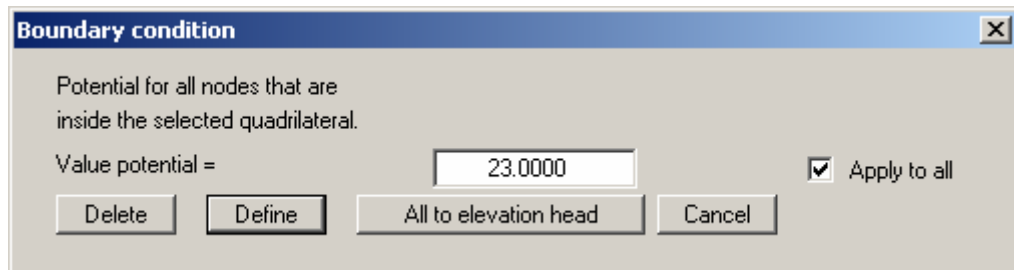 Boundary condition
Potential for all nodes that are
inside the selected quadrilateral.
Value potential = 23.0000 Apply to all
Delete Define All to elevation head Cancel